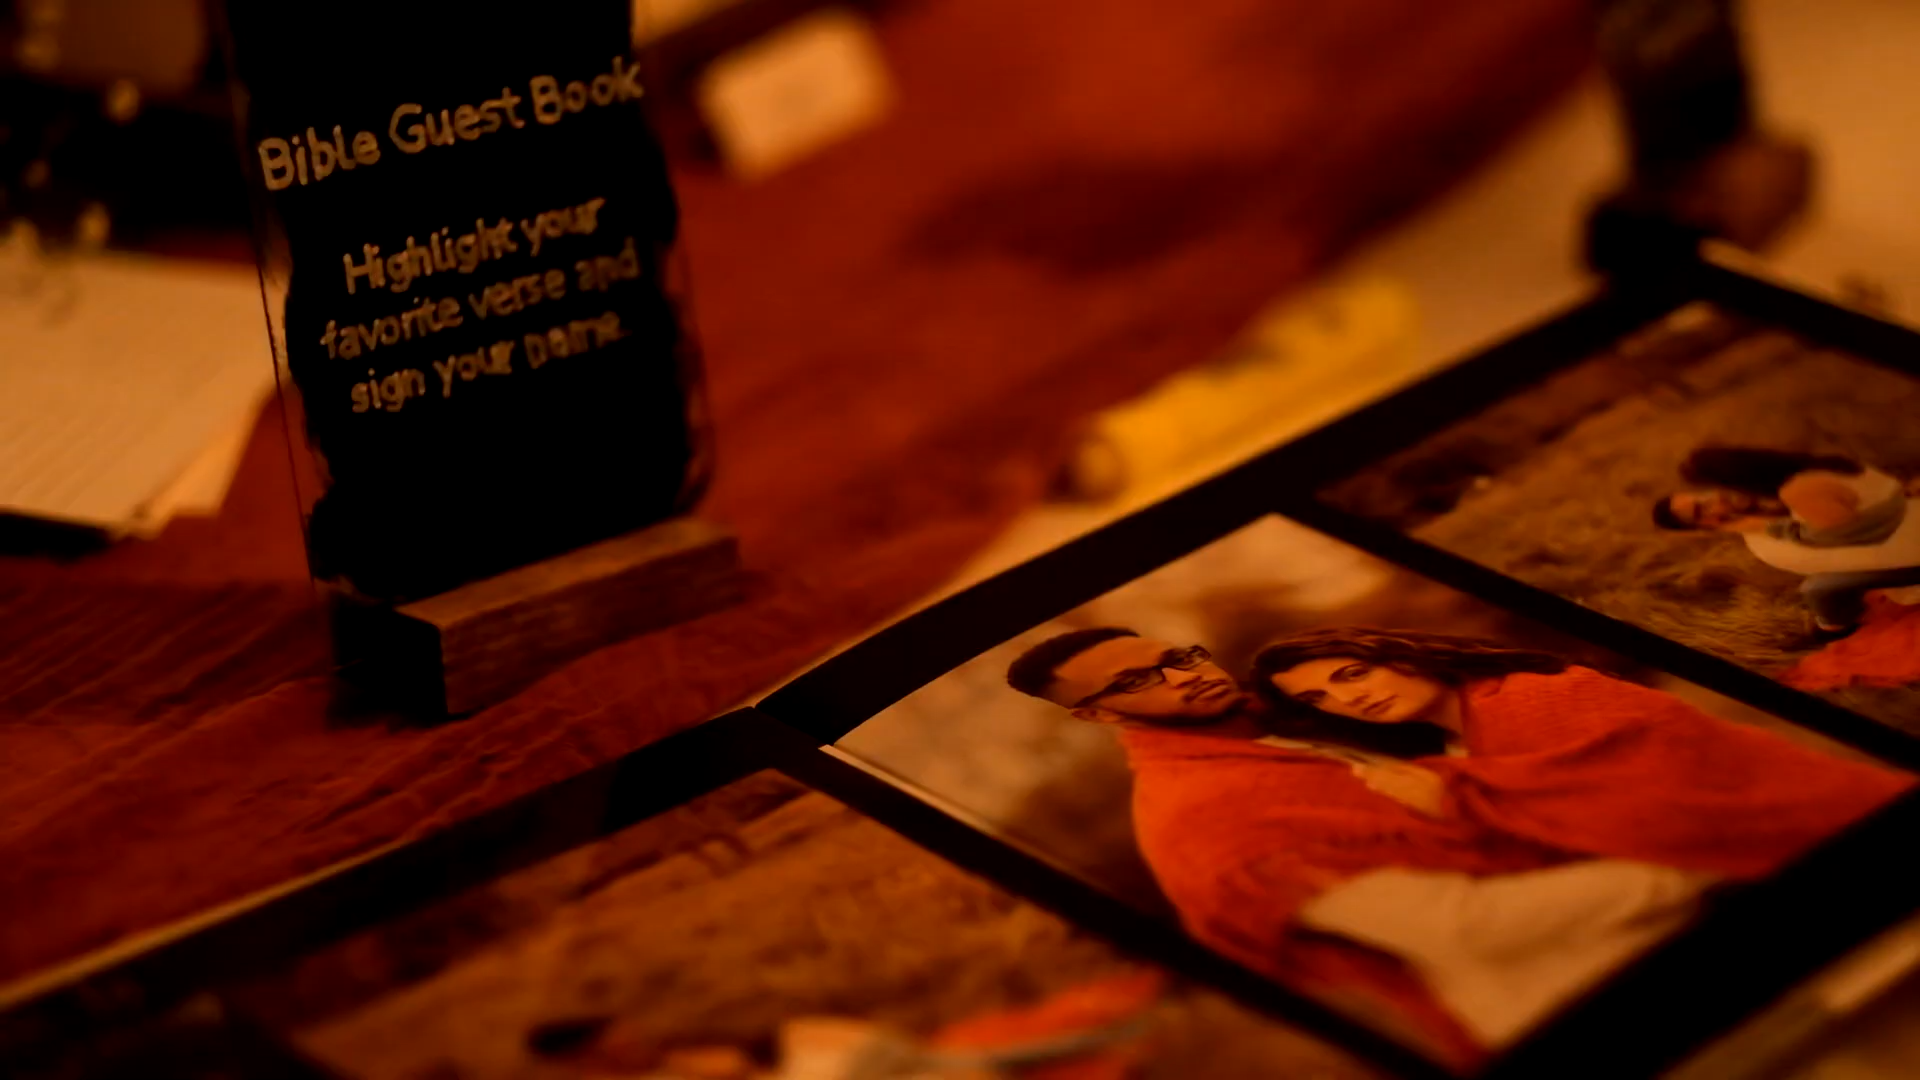 Bible Guest Book
Highlight your
favorite verse and
sign your name.